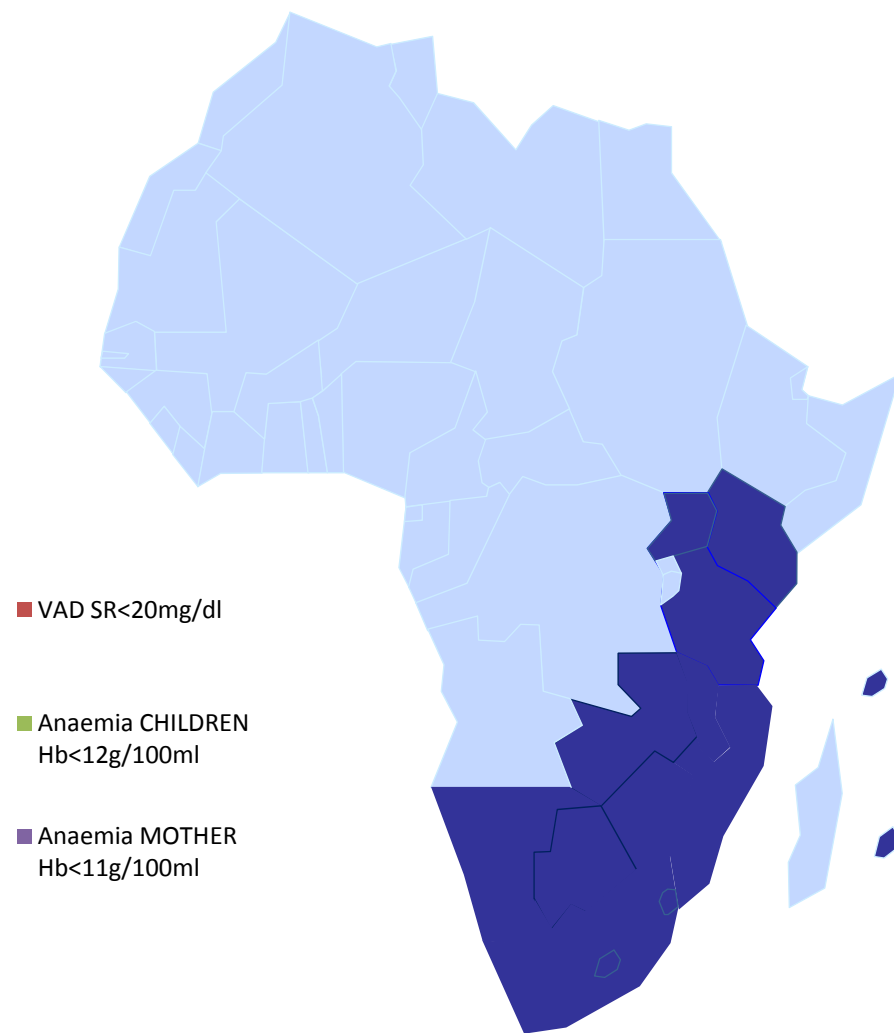 VAD SR<20mg/dl
Anaemia CHILDREN
Hb<12g/100ml
Anaemia MOTHER
Hb<11g/100ml